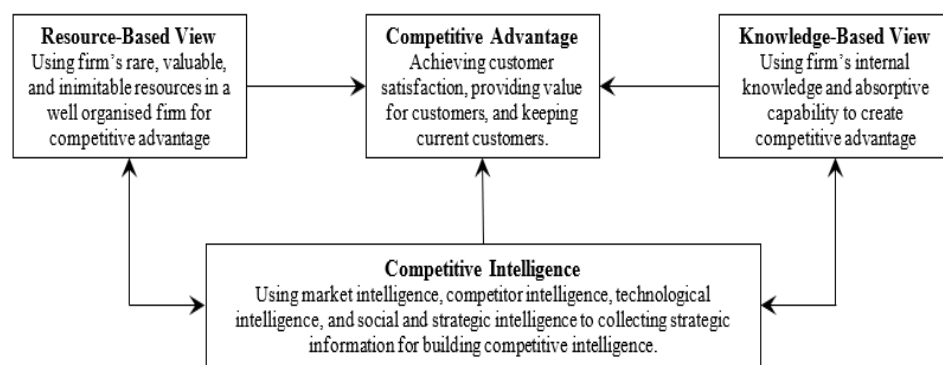 Resource-Based View
Using firm's rare, valuable,
and inimitable resources in a
well organised firm for
competitive advantage
Competitive Advantage
Achieving customer
satisfaction, providing value
for customers, and keeping
current customers.
Knowledge-Based View
Using firm's internal
knowledge and absorptive
capability to create
competitive advantage
Competitive Intelligence
Using market intelligence, competitor intelligence, technological
intelligence, and social and strategic intelligence to collecting strategic
information for building competitive intelligence.